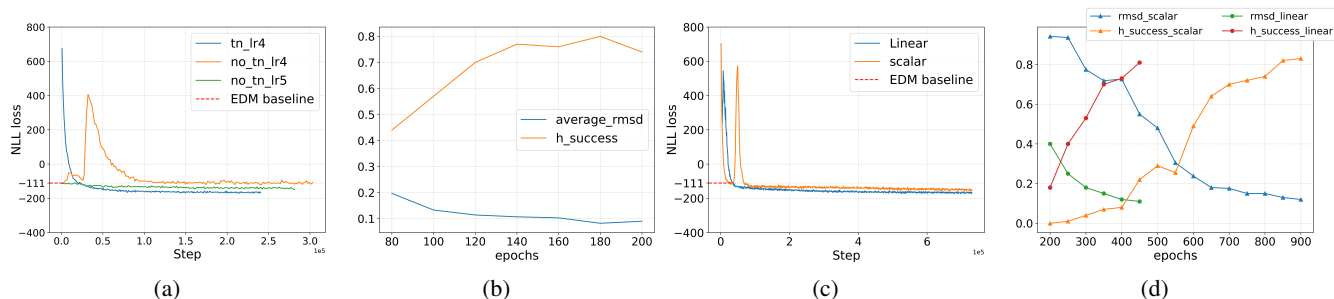 800
600
400
200
0
−111
−200
−400
NLL loss
tn_lr4
no_tn_lr4
no_tn_lr5
EDM baseline
0.0 0.5 1.0 1.5 2.0 2.5 3.0
Step
1e5
(a)
0.8
0.7
0.6
0.5
0.4
0.3
0.2
0.1
average_rmsd
h_success
80 100 120 140 160 180 200
epochs
(b)
800
600
400
200
0
−111
−200
−400
NLL loss
Linear
scalar
EDM baseline
0 2 4 6
Step
1e5
(c)
rmsd_scalar
h_success_scalar
rmsd_linear
h_success_linear
0.8
0.6
0.4
0.2
0.0
200 300 400 500 600 700 800 900
epochs
(d)